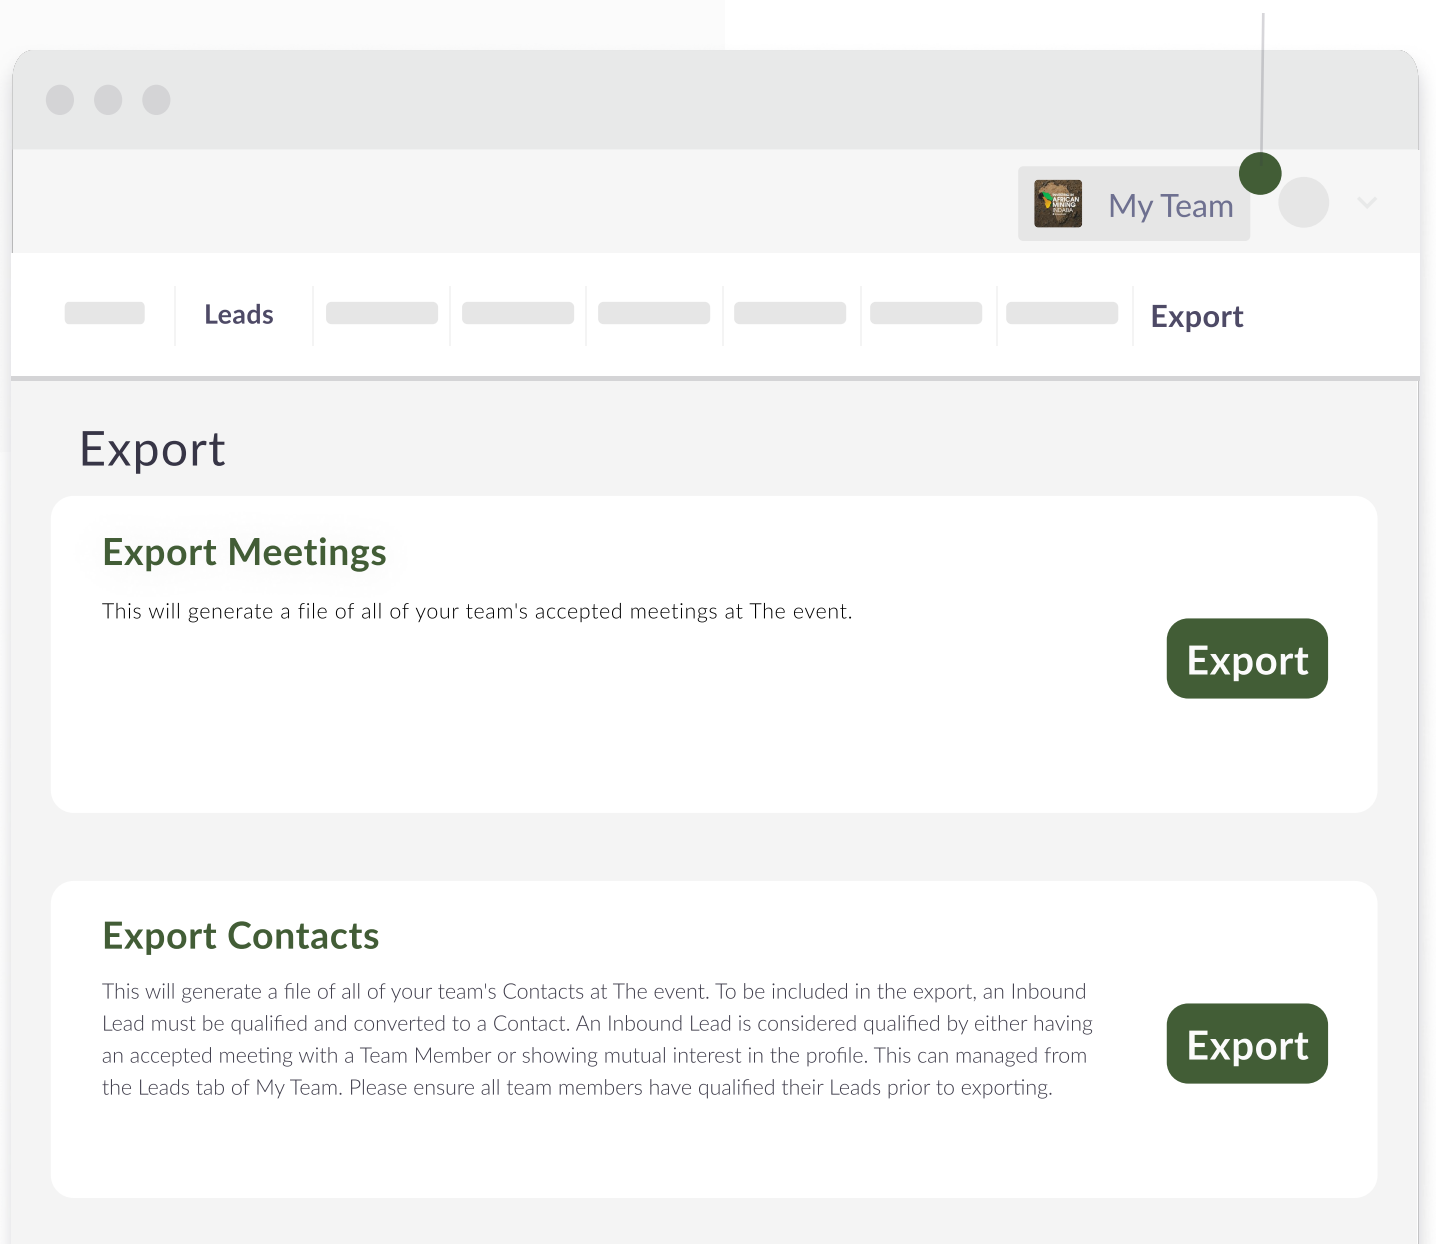 AFRICAN
MINING
INDABA
My Team
Leads
Export
Export
Export Meetings
This will generate a file of all of your team's accepted meetings at The event.
Export
Export Contacts
This will generate a file of all of your team's Contacts at The event. To be included in the export, an Inbound
Lead must be qualified and converted to a Contact. An Inbound Lead is considered qualified by either having
an accepted meeting with a Team Member or showing mutual interest in the profile. This can managed from
the Leads tab of My Team. Please ensure all team members have qualified their Leads prior to exporting.
Export